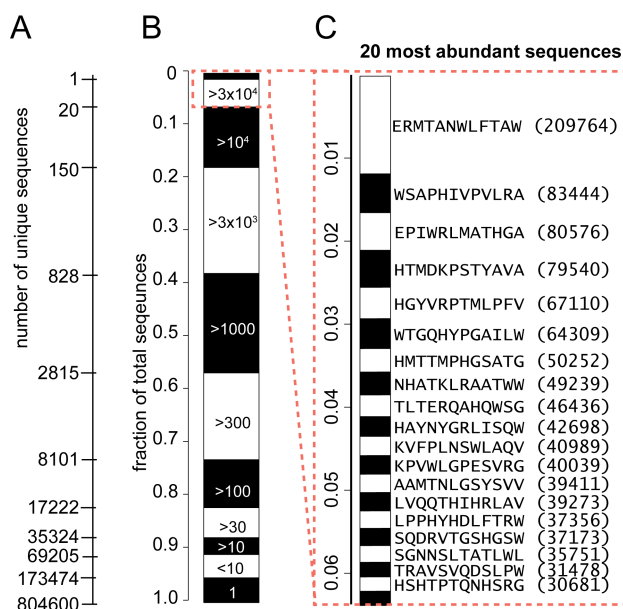 A
B
C
20 most abundant sequences
number of unique sequences
1
20
150
828
2815
8101
17222
35324
69205
173474
804600
fraction of total seqeunces
0
0.1
0.2
0.3
0.4
0.5
0.6
0.7
0.8
0.9
1.0
>3x10⁴
>10⁴
>3x10³
>1000
>300
>100
>30
>10
<10
1
0.01
0.02
0.03
0.04
0.05
0.06
ERMTANWLFTAW (209764)
WSAPHIVPVLRA (83444)
EPIWRLMATHGA (80576)
HTMDKPSTYAVA (79540)
HGYVRPTMLPFV (67110)
WTGQHYPGAILW (64309)
HMTTMPHGSATG (50252)
NHATKLRAATWW (49239)
TLTERQAHQWSG (46436)
HAYNYGRLISQW (42698)
KVFPLNSWLAQV (40989)
KPVWLGPESVRG (40039)
AAMTNLGSYSVV (39411)
LVQQTHIHRLAV (39273)
LPPHYHDLFTRW (37356)
SQDRVTGSHGSW (37173)
SGNNSLTATLWL (35751)
TRAVSVQDSLPW (31478)
HSHTPTQNHSRG (30681)